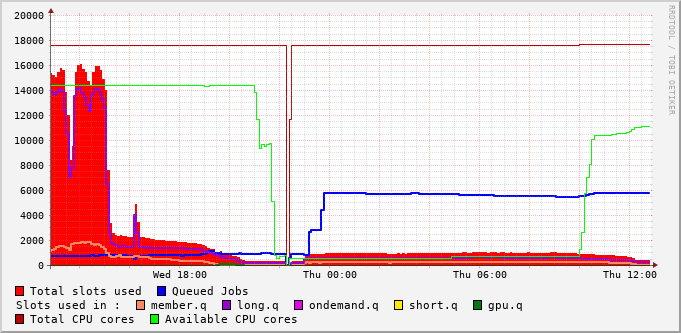 20000
18000
16000
14000
12000
10000
8000
6000
4000
2000
0
Wed 18:00 Thu 00:00 Thu 06:00 Thu 12:00
RRDTOOL / TOBI OETIKER
Total slots used Queued Jobs
Slots used in : member.q long.q ondemand.q short.q gpu.q
Total CPU cores Available CPU cores